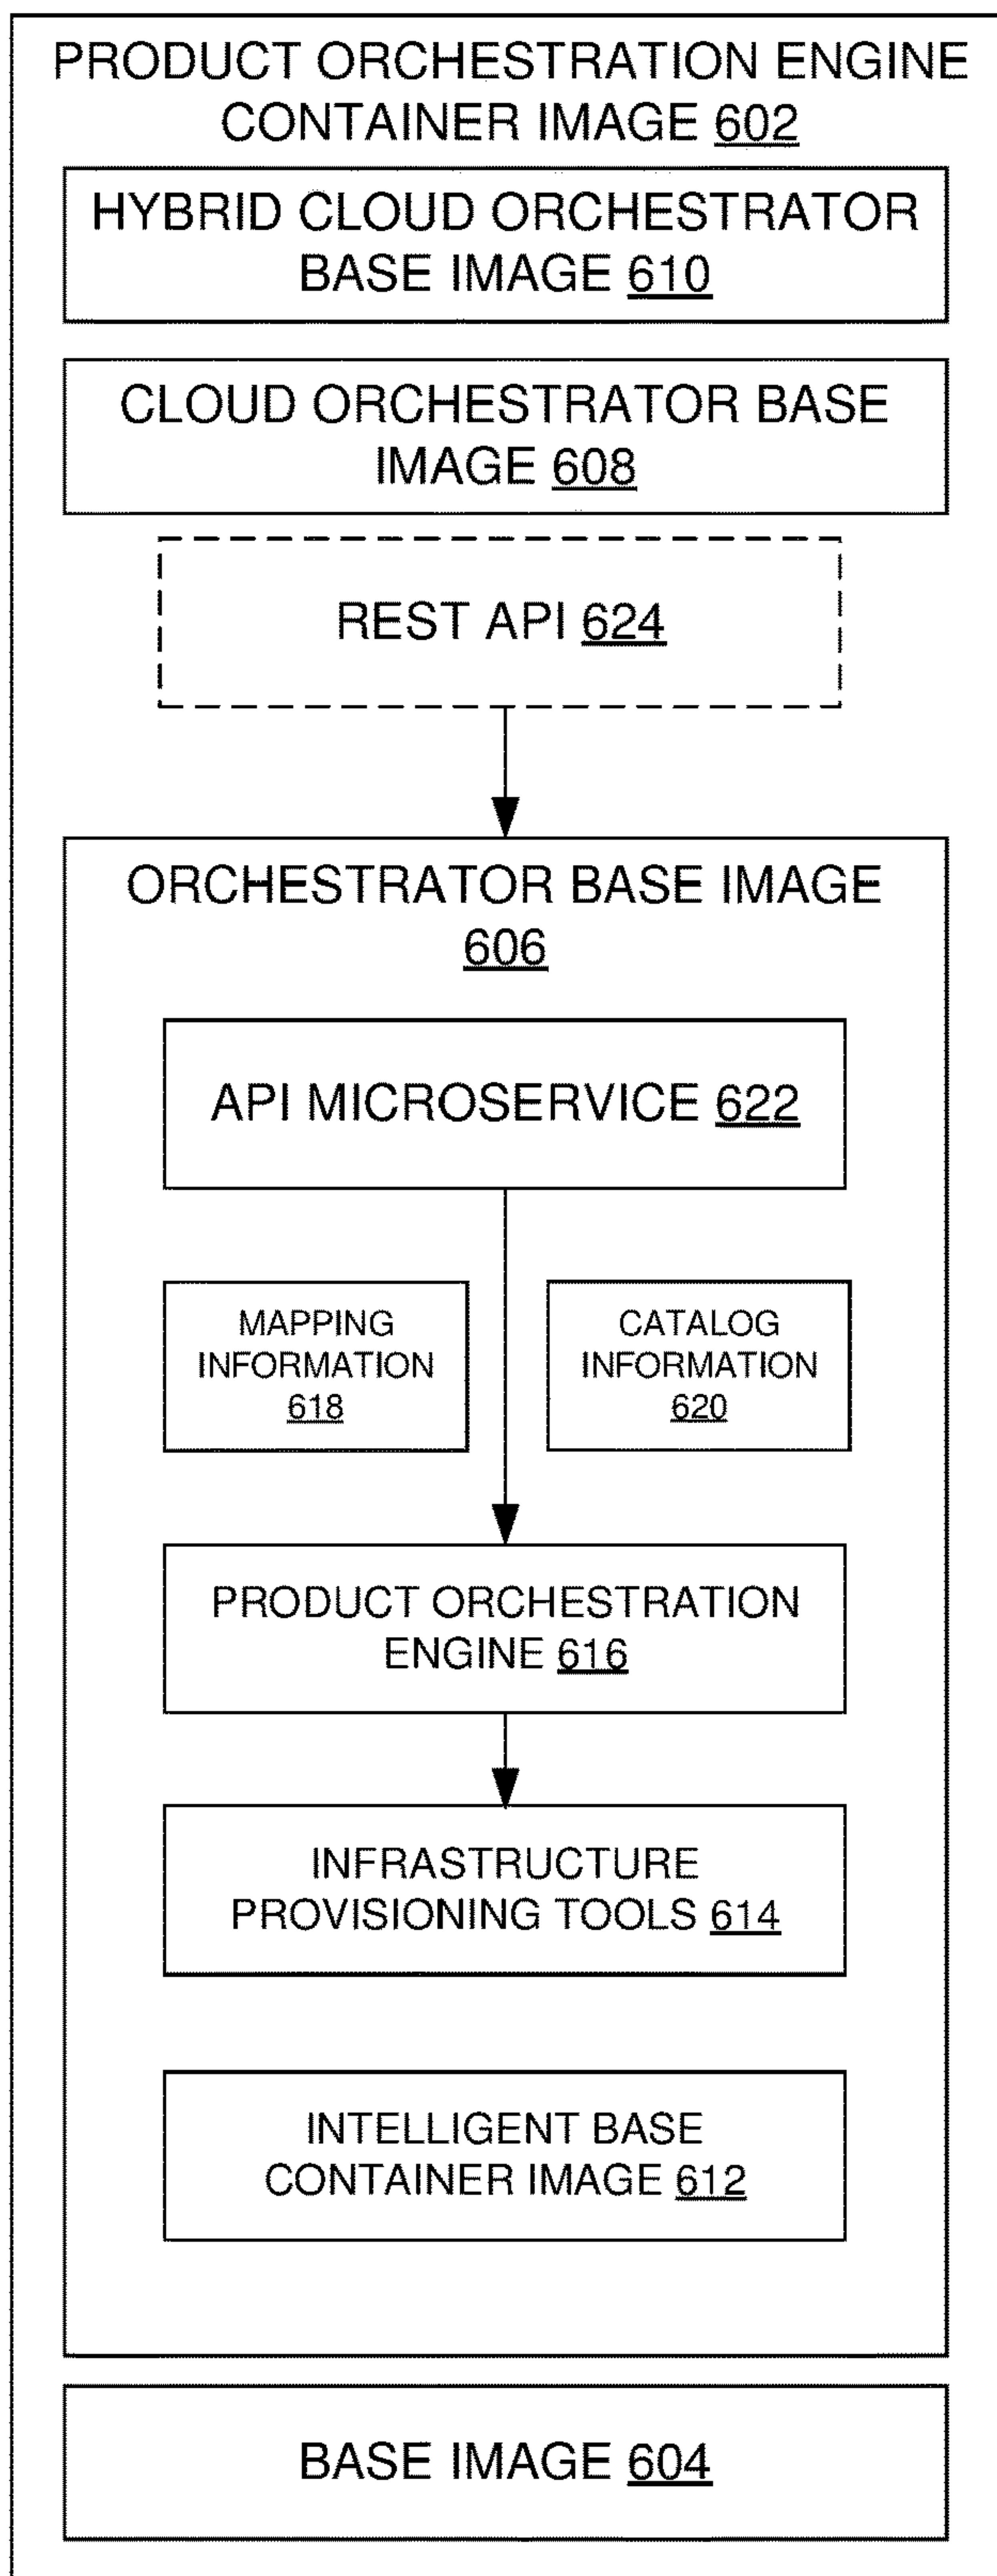 PRODUCT ORCHESTRATION ENGINE
CONTAINER IMAGE 602
HYBRID CLOUD ORCHESTRATOR
BASE IMAGE 610
CLOUD ORCHESTRATOR BASE
IMAGE 608
REST API 624
ORCHESTRATOR BASE IMAGE
606
API MICROSERVICE 622
MAPPING
INFORMATION
618
CATALOG
INFORMATION
620
PRODUCT ORCHESTRATION
ENGINE 616
INFRASTRUCTURE
PROVISIONING TOOLS 614
INTELLIGENT BASE
CONTAINER IMAGE 612
BASE IMAGE 604